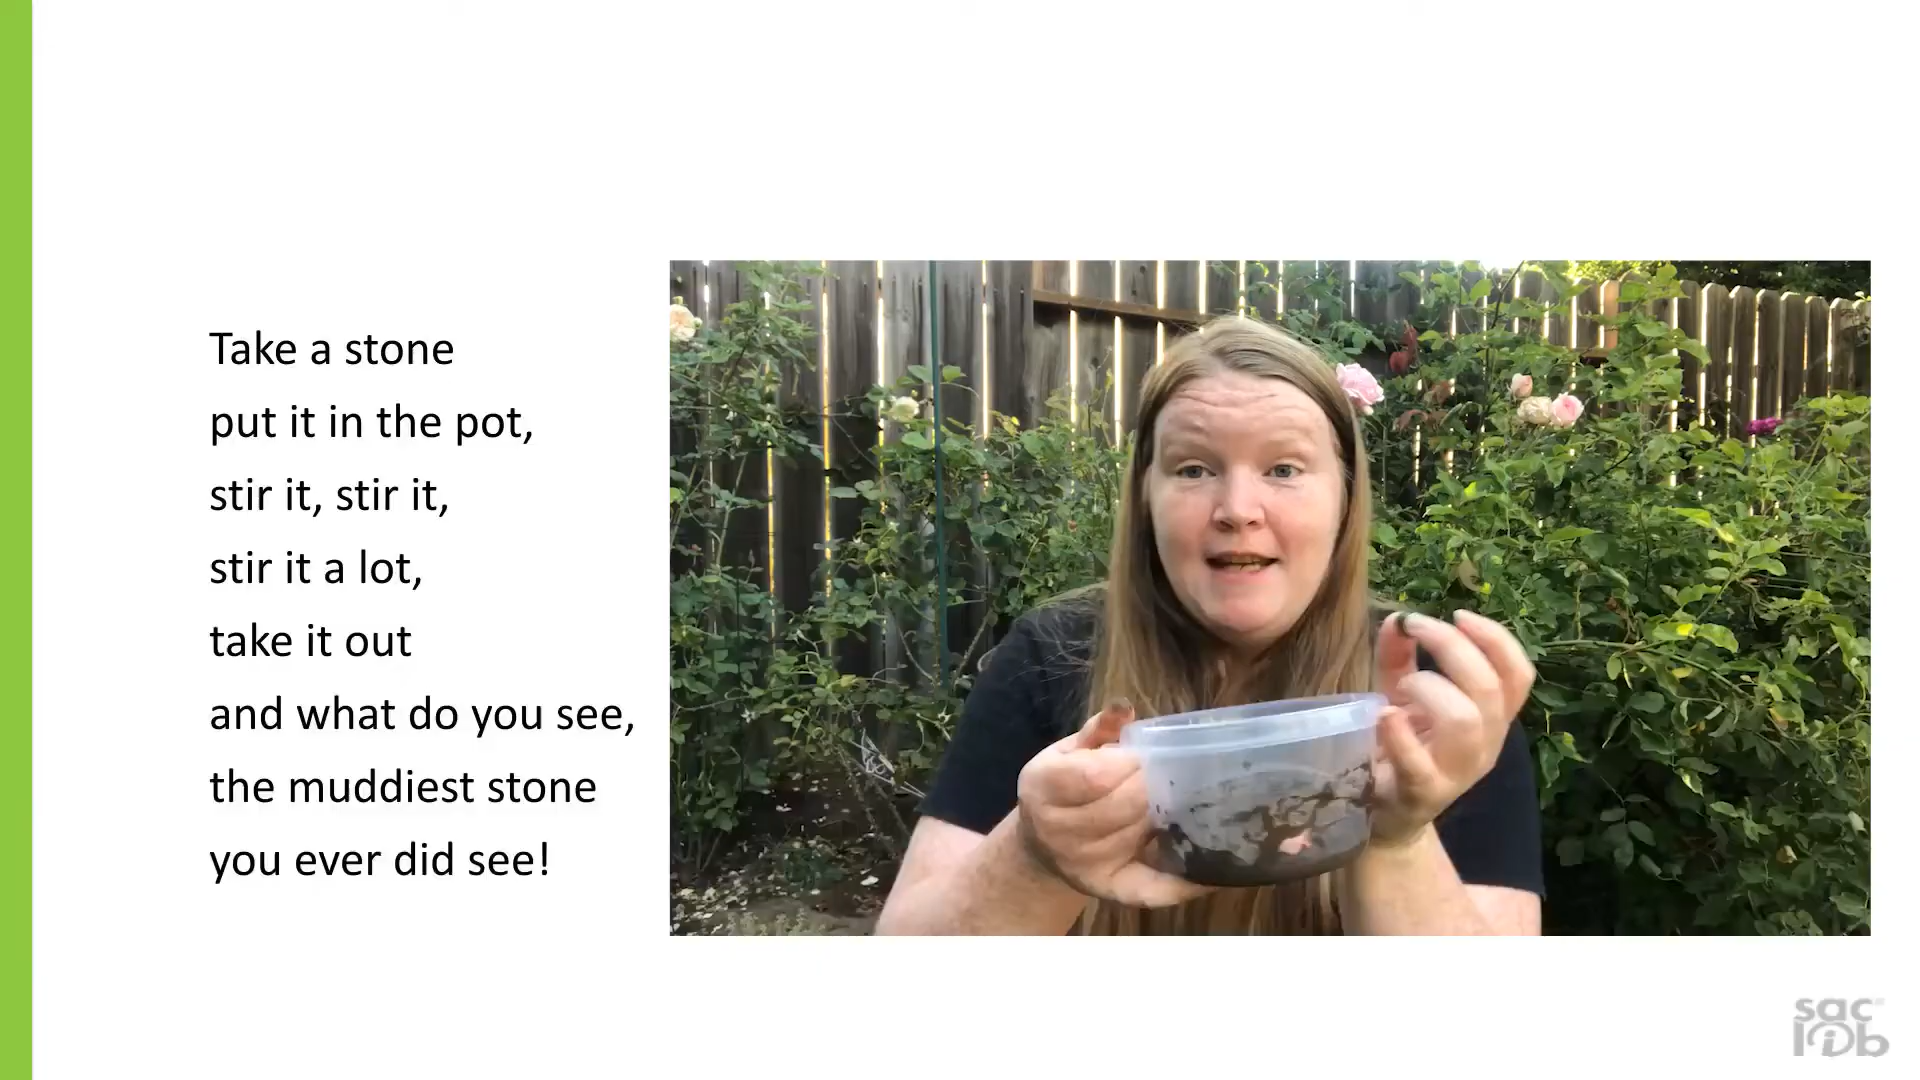 Take a stone
put it in the pot,
stir it, stir it,
stir it a lot,
take it out
and what do you see,
the muddiest stone
you ever did see!
sac
lib